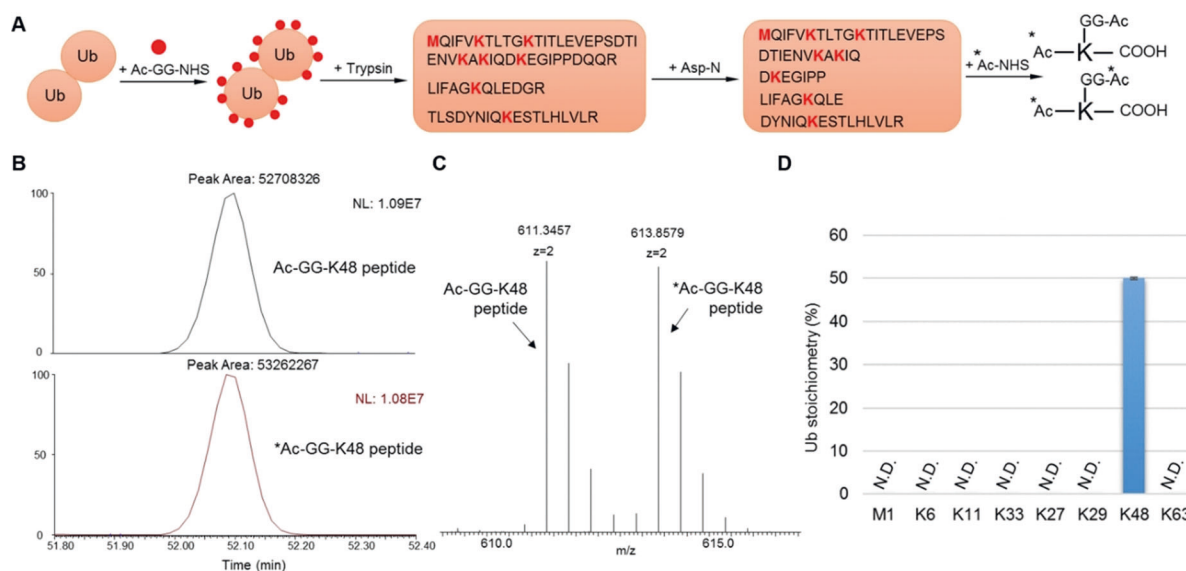 A
Ub
Ub
+ Ac-GG-NHS
Ub
Ub
+ Trypsin
MQIFVKTLTGKTITLEVEPSDTI
ENVKAKIQDKEGIPPDQQR
LIFAGKQLEDGR
TLSDYNIQKESTLHLVLR
+ Asp-N
MQIFVKTLTGKTITLEVEPS
DTIENVKAKIQ
DKEGIPP
LIFAGKQLE
DYNIQKESTLHLVLR
*
+ Ac-NHS
GG-Ac
*
Ac K COOH
GG-Ac*
*
Ac K COOH
B
Peak Area: 52708326
100
NL: 1.09E7
Ac-GG-K48 peptide
50
0
Peak Area: 53262267
100
NL: 1.08E7
*Ac-GG-K48 peptide
50
0
51.80 51.90 52.00 52.10 52.20 52.30 52.40
Time (min)
C
611.3457
z=2
613.8579
z=2
Ac-GG-K48
peptide
*Ac-GG-K48
peptide
610.0 615.0
m/z
D
Ub stoichiometry (%)
60
50
40
30
20
10
0
N.D. N.D. N.D. N.D. N.D. N.D. N.D.
M1 K6 K11 K33 K27 K29 K48 K63